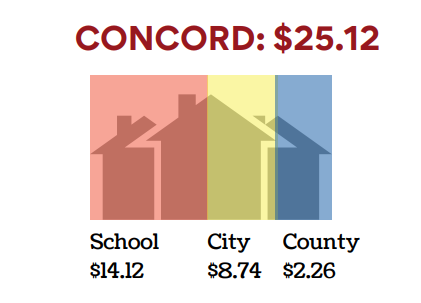 CONCORD: $25.12
School City County
$14.12 $8.74 $2.26